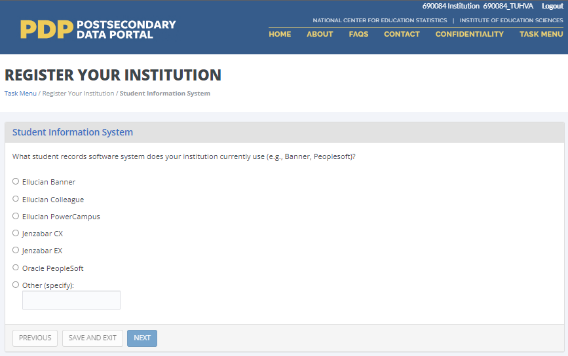 690084 Institution 690084_TUHVA Logout
PDP POSTSECONDARY DATA PORTAL
NATIONAL CENTER FOR EDUCATION STATISTICS | INSTITUTE OF EDUCATION SCIENCES
HOME ABOUT FAQS CONTACT CONFIDENTIALITY TASK MENU
REGISTER YOUR INSTITUTION
Task Menu / Register Your Institution / Student Information System
Student Information System
What student records software system does your institution currently use (e.g., Banner, Peoplesoft)?
Ellucian Banner
Ellucian Colleague
Ellucian PowerCampus
Jenzabar CX
Jenzabar EX
Oracle PeopleSoft
Other (specify):
PREVIOUS SAVE AND EXIT NEXT